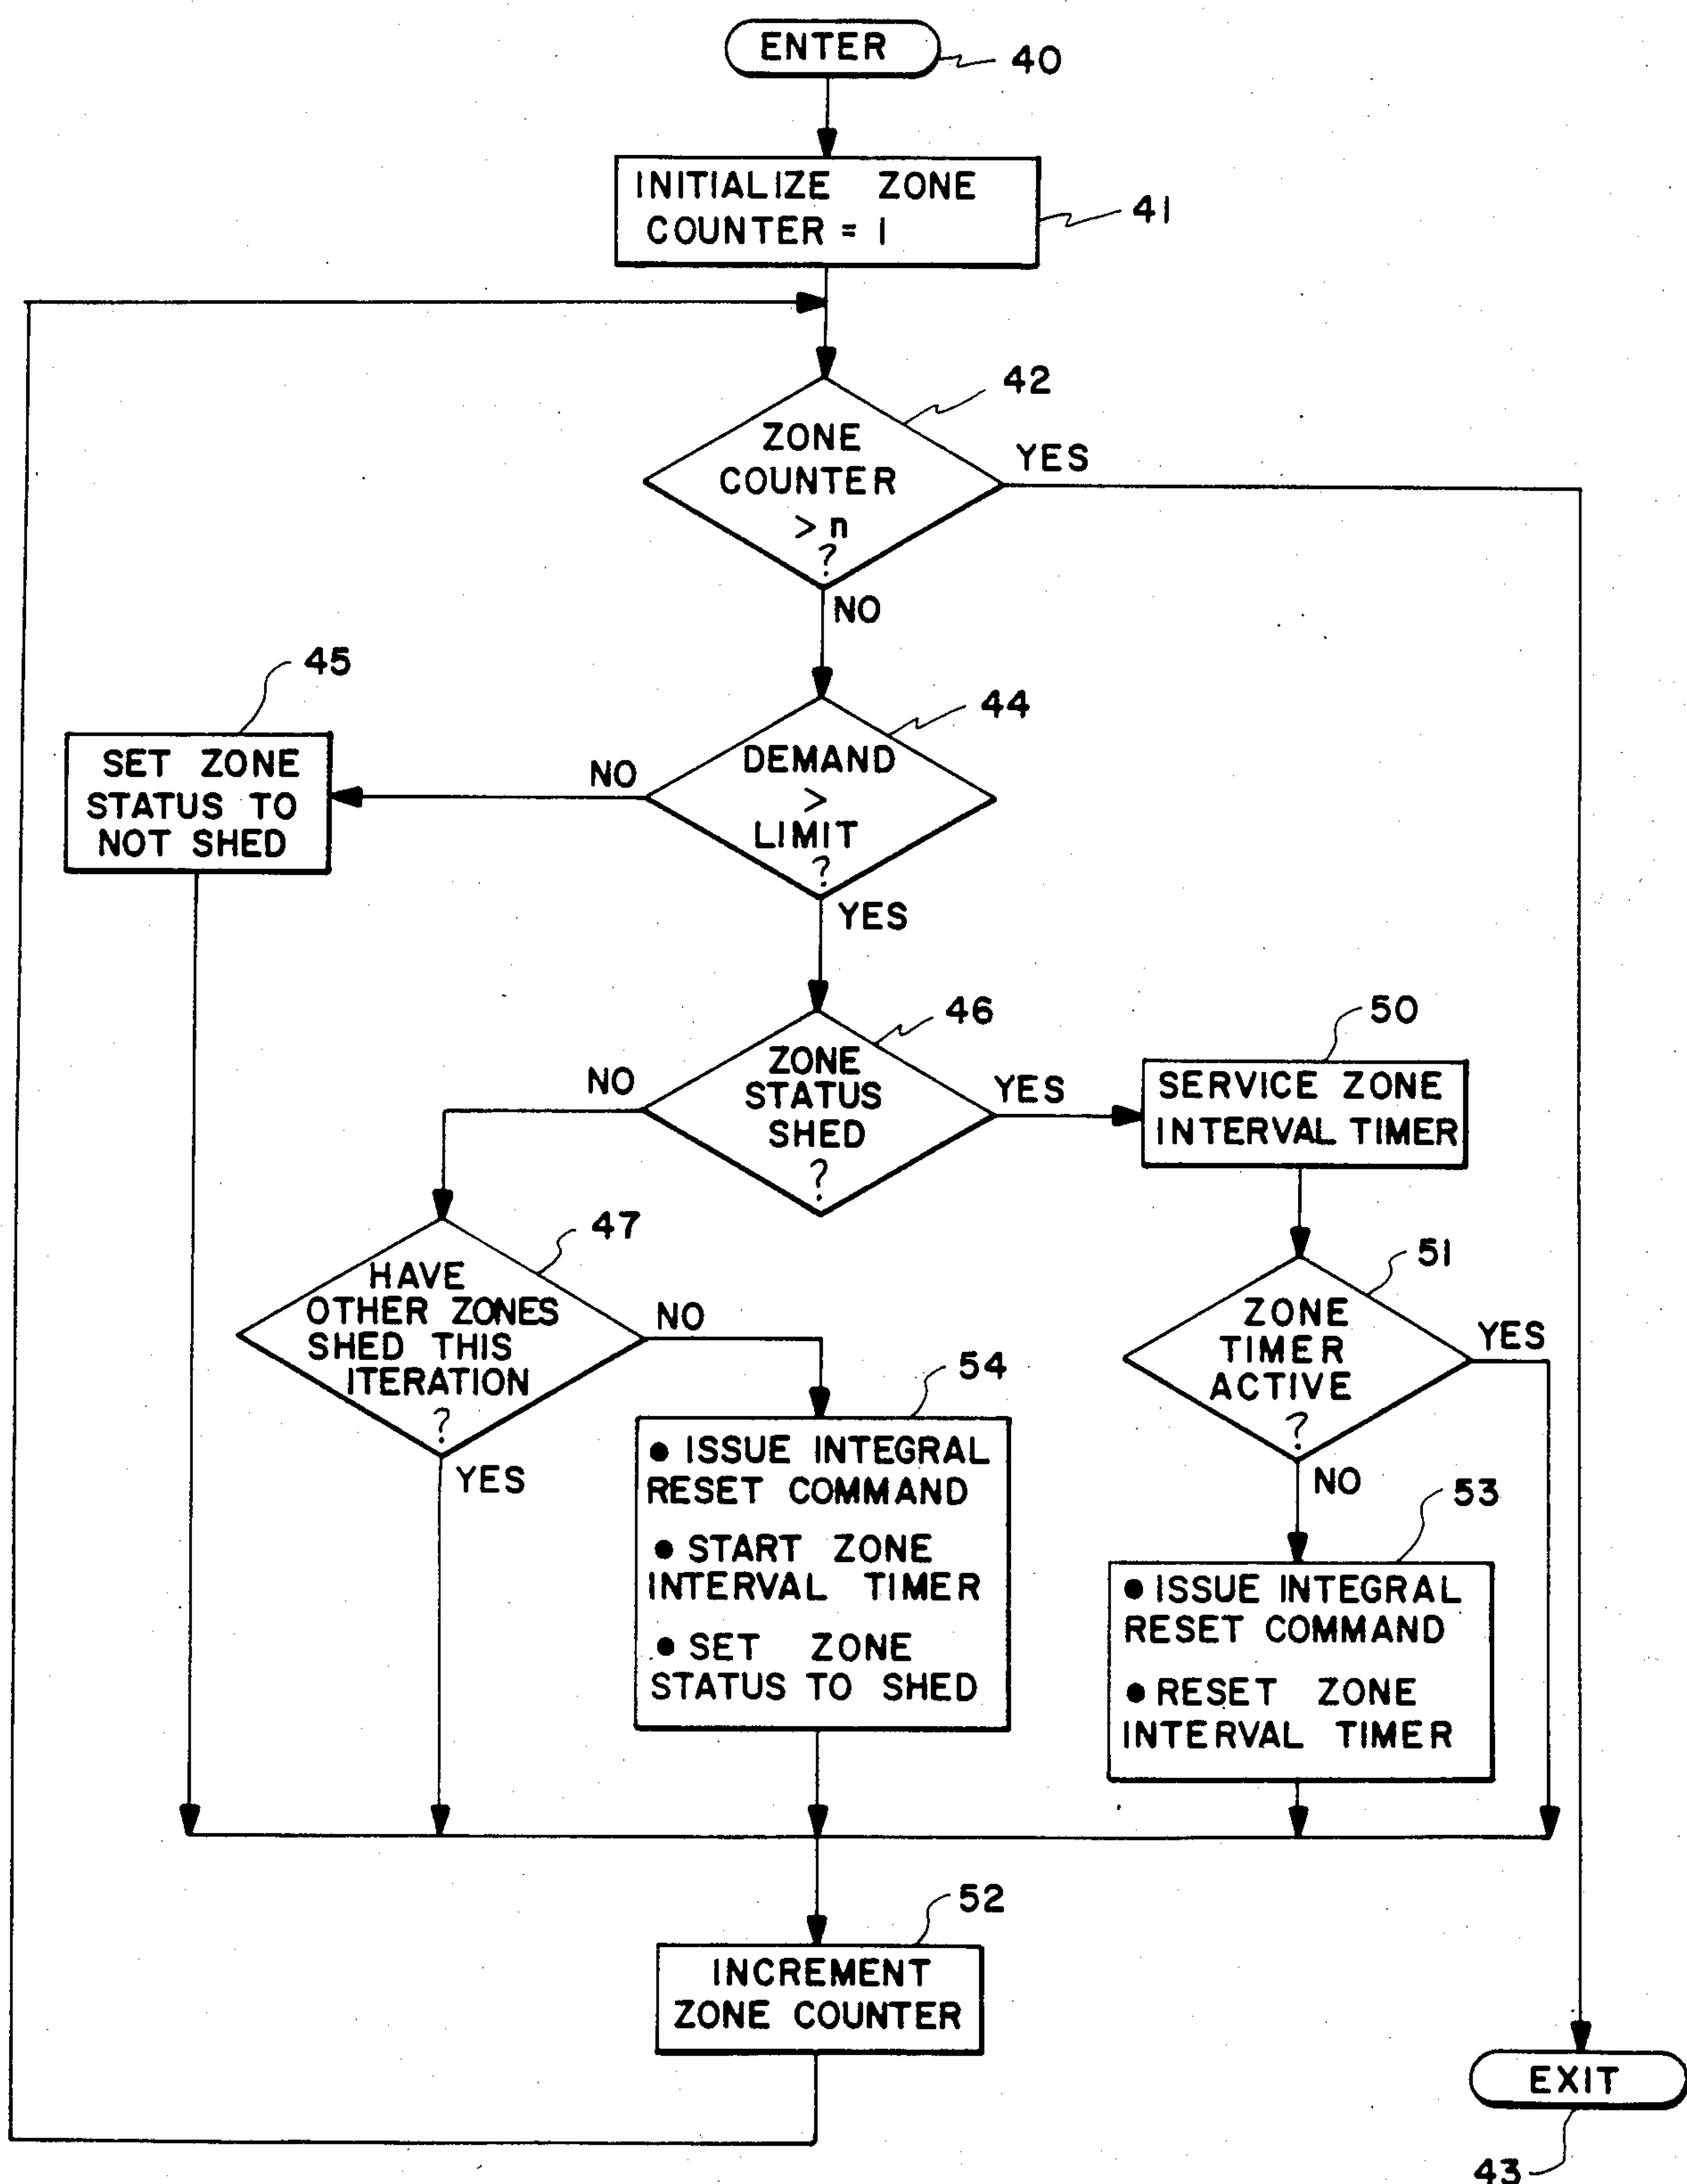 ENTER
40
INITIALIZE ZONE
COUNTER = 1
41
42
ZONE
COUNTER
> n
?
YES
NO
45
44
SET ZONE
STATUS TO
NOT SHED
NO
DEMAND
>
LIMIT
?
YES
46
50
NO
ZONE
STATUS
SHED
?
YES
SERVICE ZONE
INTERVAL TIMER
47
51
HAVE
OTHER ZONES
SHED THIS
ITERATION
?
NO
YES
ZONE
TIMER
ACTIVE
?
YES
NO
54
• ISSUE INTEGRAL
RESET COMMAND
• START ZONE
INTERVAL TIMER
• SET ZONE
STATUS TO SHED
53
• ISSUE INTEGRAL
RESET COMMAND
• RESET ZONE
INTERVAL TIMER
52
INCREMENT
ZONE COUNTER
EXIT
43